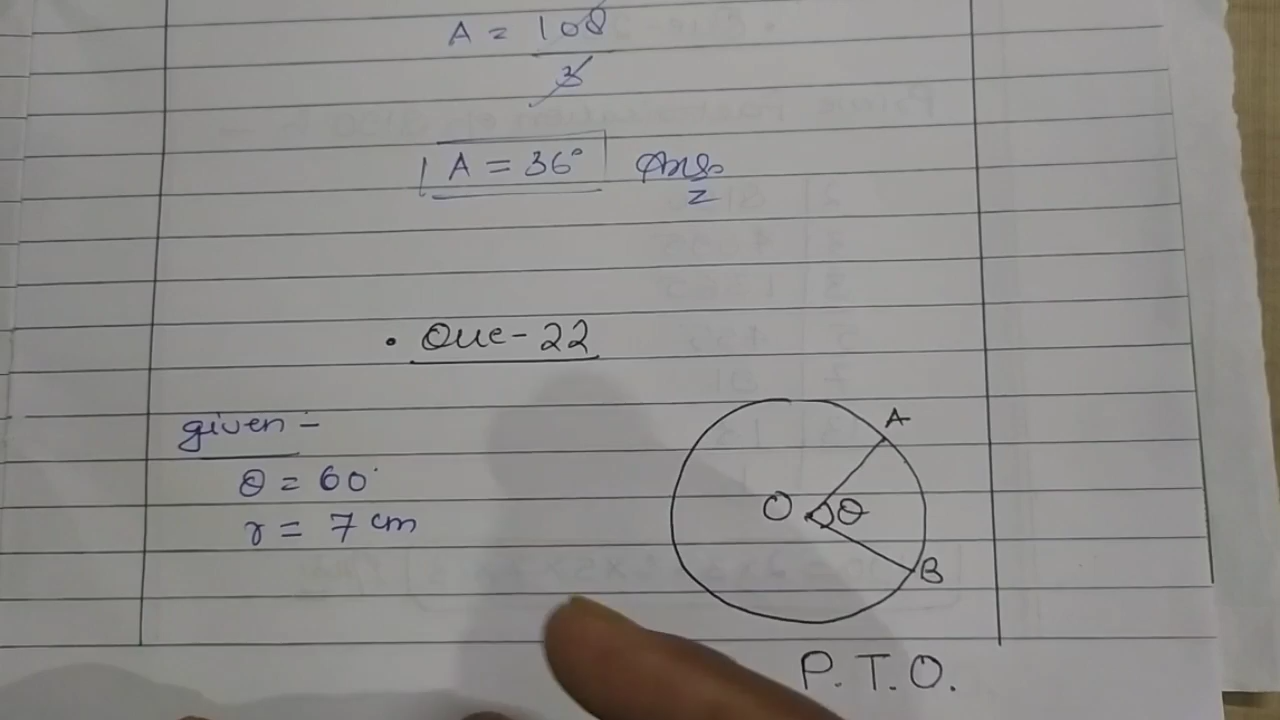 A = 108
3
A = 36° Ans
• Que-22
given -
θ = 60°
r = 7 cm
A
O θ
B
P.T.O.